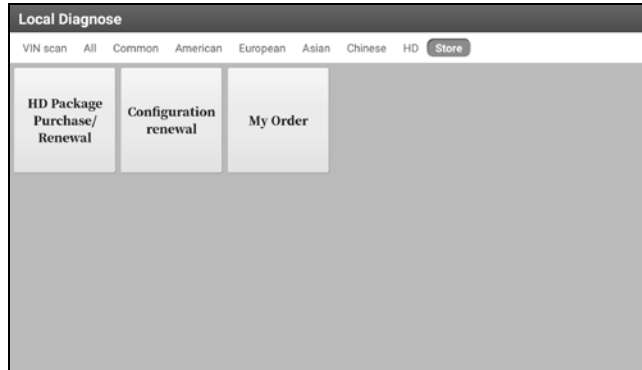 Local Diagnose
VIN scan All Common American European Asian Chinese HD Store
HD Package
Purchase/
Renewal
Configuration
renewal
My Order